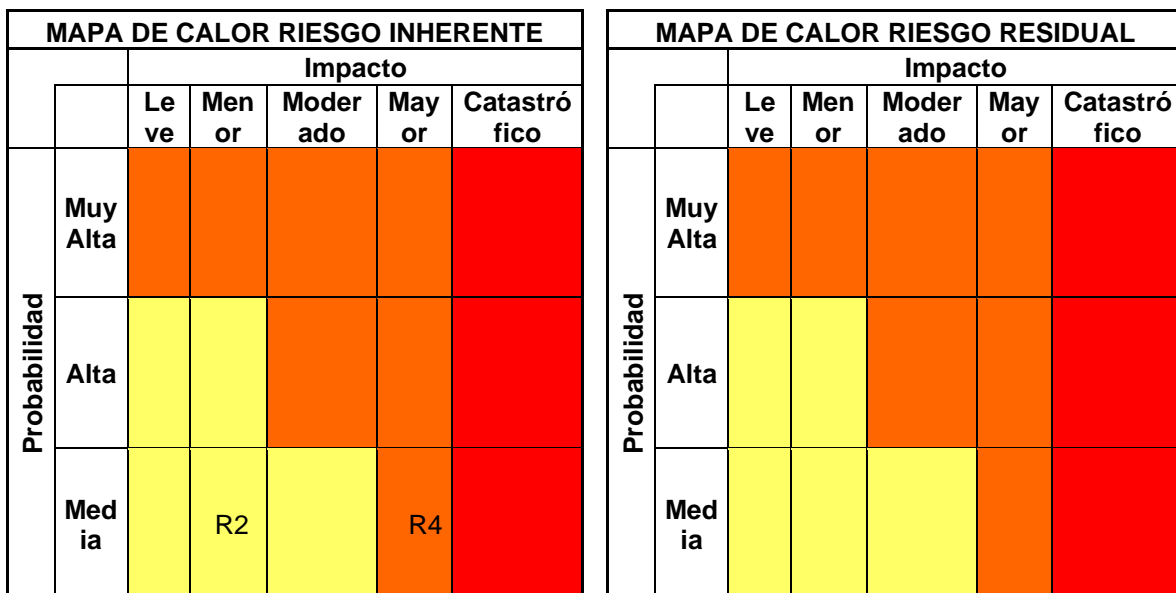 MAPA DE CALOR RIESGO INHERENTE
Impacto
Le
ve
Men
or
Moder
ado
May
or
Catastró
fico
Probabilidad
Muy
Alta
Alta
Med
ia
R2
R4
MAPA DE CALOR RIESGO RESIDUAL
Impacto
Le
ve
Men
or
Moder
ado
May
or
Catastró
fico
Probabilidad
Muy
Alta
Alta
Med
ia